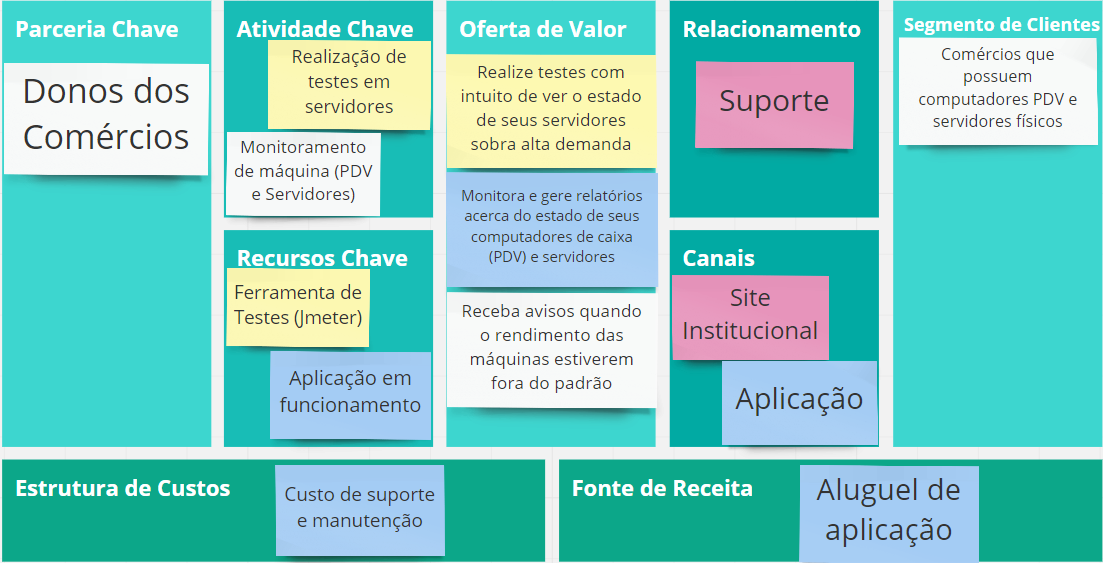 Parceria Chave
Donos dos
Comércios
Atividade Chave
Realização de
testes em
servidores
Monitoramento
de máquina (PDV
e Servidores)
Recursos Chave
Ferramenta de
Testes (Jmeter)
Aplicação em
funcionamento
Oferta de Valor
Realize testes com
intuito de ver o estado
de seus servidores
sobra alta demanda
Monitora e gere relatórios
acerca do estado de seus
computadores de caixa
(PDV) e servidores
Receba avisos quando
o rendimento das
máquinas estiverem
fora do padrão
Relacionamento
Suporte
Canais
Site
Institucional
Aplicação
Segmento de Clientes
Comércios que
possuem
computadores PDV e
servidores físicos
Estrutura de Custos
Custo de suporte
e manutenção
Fonte de Receita
Aluguel de
aplicação